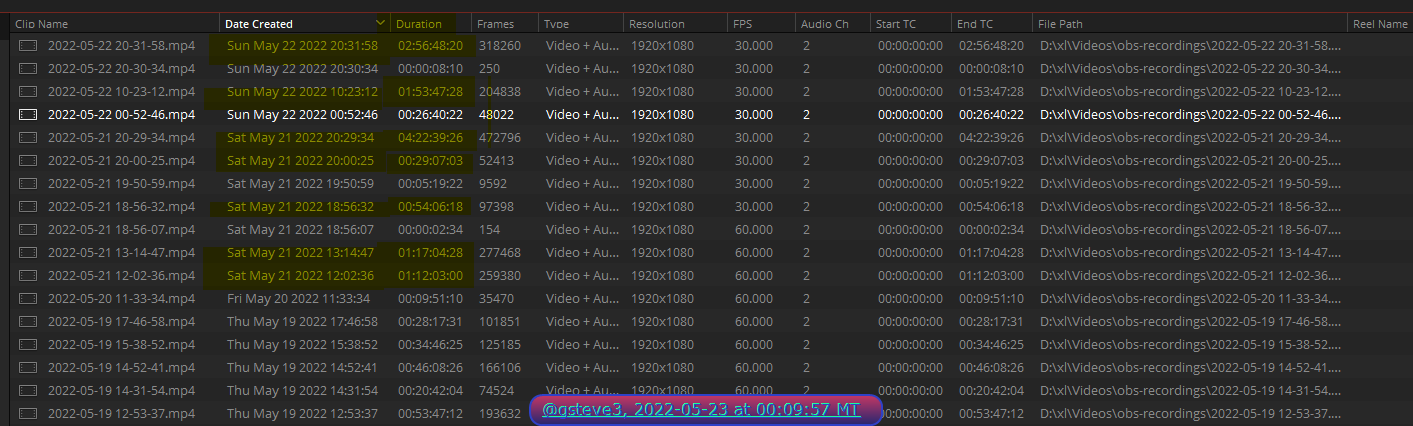 Clip Name Date Created Duration Frames Type Resolution FPS Audio Ch Start TC End TC File Path Reel Name
2022-05-22 20-31-58.mp4 Sun May 22 2022 20:31:58 02:56:48:20 318260 Video + Au... 1920x1080 30.000 2 00:00:00:00 02:56:48:20 D:\xl\Videos\obs-recordings\2022-05-22 20-31-58....
2022-05-22 20-30-34.mp4 Sun May 22 2022 20:30:34 00:00:08:10 250 Video + Au... 1920x1080 30.000 2 00:00:00:00 00:00:08:10 D:\xl\Videos\obs-recordings\2022-05-22 20-30-34....
2022-05-22 10-23-12.mp4 Sun May 22 2022 10:23:12 01:53:47:28 204838 Video + Au... 1920x1080 30.000 2 00:00:00:00 01:53:47:28 D:\xl\Videos\obs-recordings\2022-05-22 10-23-12....
2022-05-22 00-52-46.mp4 Sun May 22 2022 00:52:46 00:26:40:22 48022 Video + Au... 1920x1080 30.000 2 00:00:00:00 00:26:40:22 D:\xl\Videos\obs-recordings\2022-05-22 00-52-46....
2022-05-21 20-29-34.mp4 Sat May 21 2022 20:29:34 04:22:39:26 472796 Video + Au... 1920x1080 30.000 2 00:00:00:00 04:22:39:26 D:\xl\Videos\obs-recordings\2022-05-21 20-29-34....
2022-05-21 20-00-25.mp4 Sat May 21 2022 20:00:25 00:29:07:03 52413 Video + Au... 1920x1080 30.000 2 00:00:00:00 00:29:07:03 D:\xl\Videos\obs-recordings\2022-05-21 20-00-25....
2022-05-21 19-50-59.mp4 Sat May 21 2022 19:50:59 00:05:19:22 9592 Video + Au... 1920x1080 30.000 2 00:00:00:00 00:05:19:22 D:\xl\Videos\obs-recordings\2022-05-21 19-50-59....
2022-05-21 18-56-32.mp4 Sat May 21 2022 18:56:32 00:54:06:18 97398 Video + Au... 1920x1080 30.000 2 00:00:00:00 00:54:06:18 D:\xl\Videos\obs-recordings\2022-05-21 18-56-32....
2022-05-21 18-56-07.mp4 Sat May 21 2022 18:56:07 00:00:02:34 154 Video + Au... 1920x1080 60.000 2 00:00:00:00 00:00:02:34 D:\xl\Videos\obs-recordings\2022-05-21 18-56-07....
2022-05-21 13-14-47.mp4 Sat May 21 2022 13:14:47 01:17:04:28 277468 Video + Au... 1920x1080 60.000 2 00:00:00:00 01:17:04:28 D:\xl\Videos\obs-recordings\2022-05-21 13-14-47....
2022-05-21 12-02-36.mp4 Sat May 21 2022 12:02:36 01:12:03:00 259380 Video + Au... 1920x1080 60.000 2 00:00:00:00 01:12:03:00 D:\xl\Videos\obs-recordings\2022-05-21 12-02-36....
2022-05-20 11-33-34.mp4 Fri May 20 2022 11:33:34 00:09:51:10 35470 Video + Au... 1920x1080 60.000 2 00:00:00:00 00:09:51:10 D:\xl\Videos\obs-recordings\2022-05-20 11-33-34....
2022-05-19 17-46-58.mp4 Thu May 19 2022 17:46:58 00:28:17:31 101851 Video + Au... 1920x1080 60.000 2 00:00:00:00 00:28:17:31 D:\xl\Videos\obs-recordings\2022-05-19 17-46-58....
2022-05-19 15-38-52.mp4 Thu May 19 2022 15:38:52 00:34:46:25 125185 Video + Au... 1920x1080 60.000 2 00:00:00:00 00:34:46:25 D:\xl\Videos\obs-recordings\2022-05-19 15-38-52....
2022-05-19 14-52-41.mp4 Thu May 19 2022 14:52:41 00:46:08:26 166106 Video + Au... 1920x1080 60.000 2 00:00:00:00 00:46:08:26 D:\xl\Videos\obs-recordings\2022-05-19 14-52-41....
2022-05-19 14-31-54.mp4 Thu May 19 2022 14:31:54 00:20:42:04 74524 Video + Au... 1920x1080 60.000 2 00:00:00:00 00:20:42:04 D:\xl\Videos\obs-recordings\2022-05-19 14-31-54....
2022-05-19 12-53-37.mp4 Thu May 19 2022 12:53:37 00:53:47:12 193632 00:53:47:12 D:\xl\Videos\obs-recordings\2022-05-19 12-53-37....
@gsteve3, 2022-05-23 at 00:09:57 MT